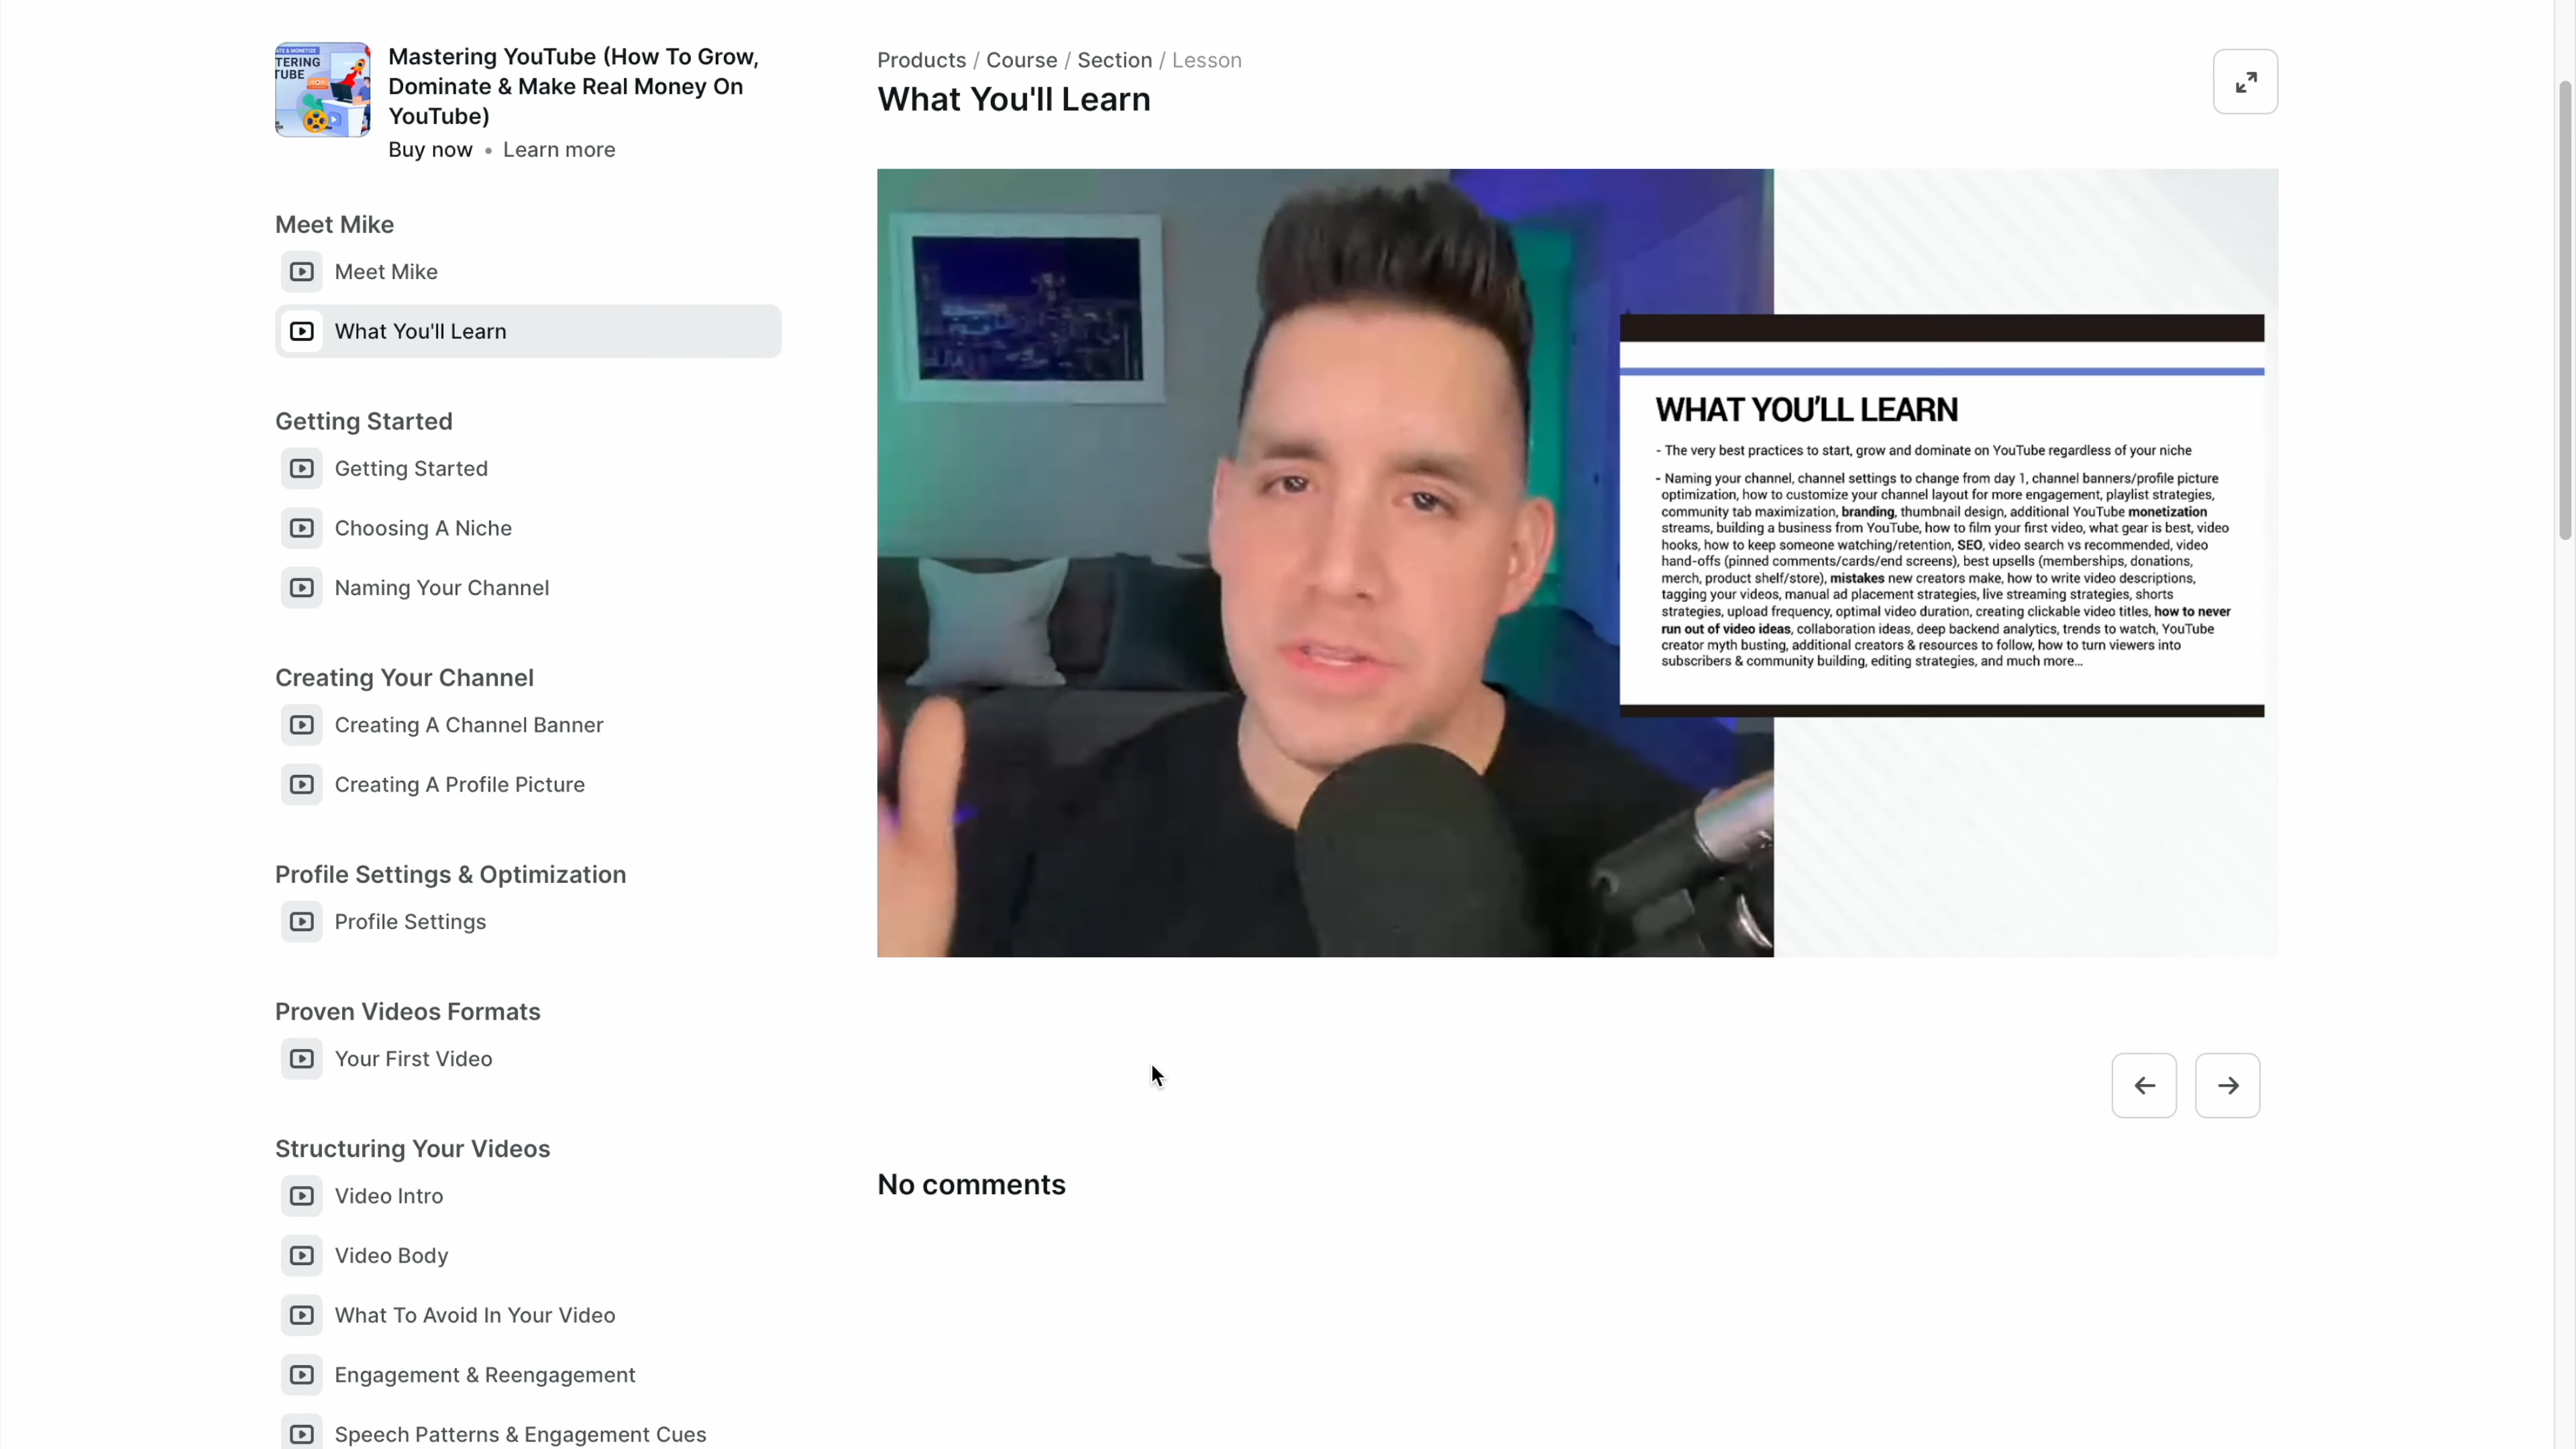 ATE & MONETIZE
TERING
TUBE
Mastering YouTube (How To Grow,
Dominate & Make Real Money On
YouTube)
Buy now • Learn more
Meet Mike
Meet Mike
What You'll Learn
Getting Started
Getting Started
Choosing A Niche
Naming Your Channel
Creating Your Channel
Creating A Channel Banner
Creating A Profile Picture
Profile Settings & Optimization
Profile Settings
Proven Videos Formats
Your First Video
Structuring Your Videos
Video Intro
Video Body
What To Avoid In Your Video
Engagement & Reengagement
Speech Patterns & Engagement Cues
Products / Course / Section / Lesson
What You'll Learn
WHAT YOU'LL LEARN
- The very best practices to start, grow and dominate on YouTube regardless of your niche
- Naming your channel, channel settings to change from day 1, channel banners/profile picture
optimization, how to customize your channel layout for more engagement, playlist strategies,
community tab maximization, branding, thumbnail design, additional YouTube monetization
streams, building a business from YouTube, how to film your first video, what gear is best, video
hooks, how to keep someone watching/retention, SEO, video search vs recommended, video
hand-offs (pinned comments/cards/end screens), best upsells (memberships, donations,
merch, product shelf/store), mistakes new creators make, how to write video descriptions,
tagging your videos, manual ad placement strategies, live streaming strategies, shorts
strategies, upload frequency, optimal video duration, creating clickable video titles, how to never
run out of video ideas, collaboration ideas, deep backend analytics, trends to watch, YouTube
creator myth busting, additional creators & resources to follow, how to turn viewers into
subscribers & community building, editing strategies, and much more...
No comments